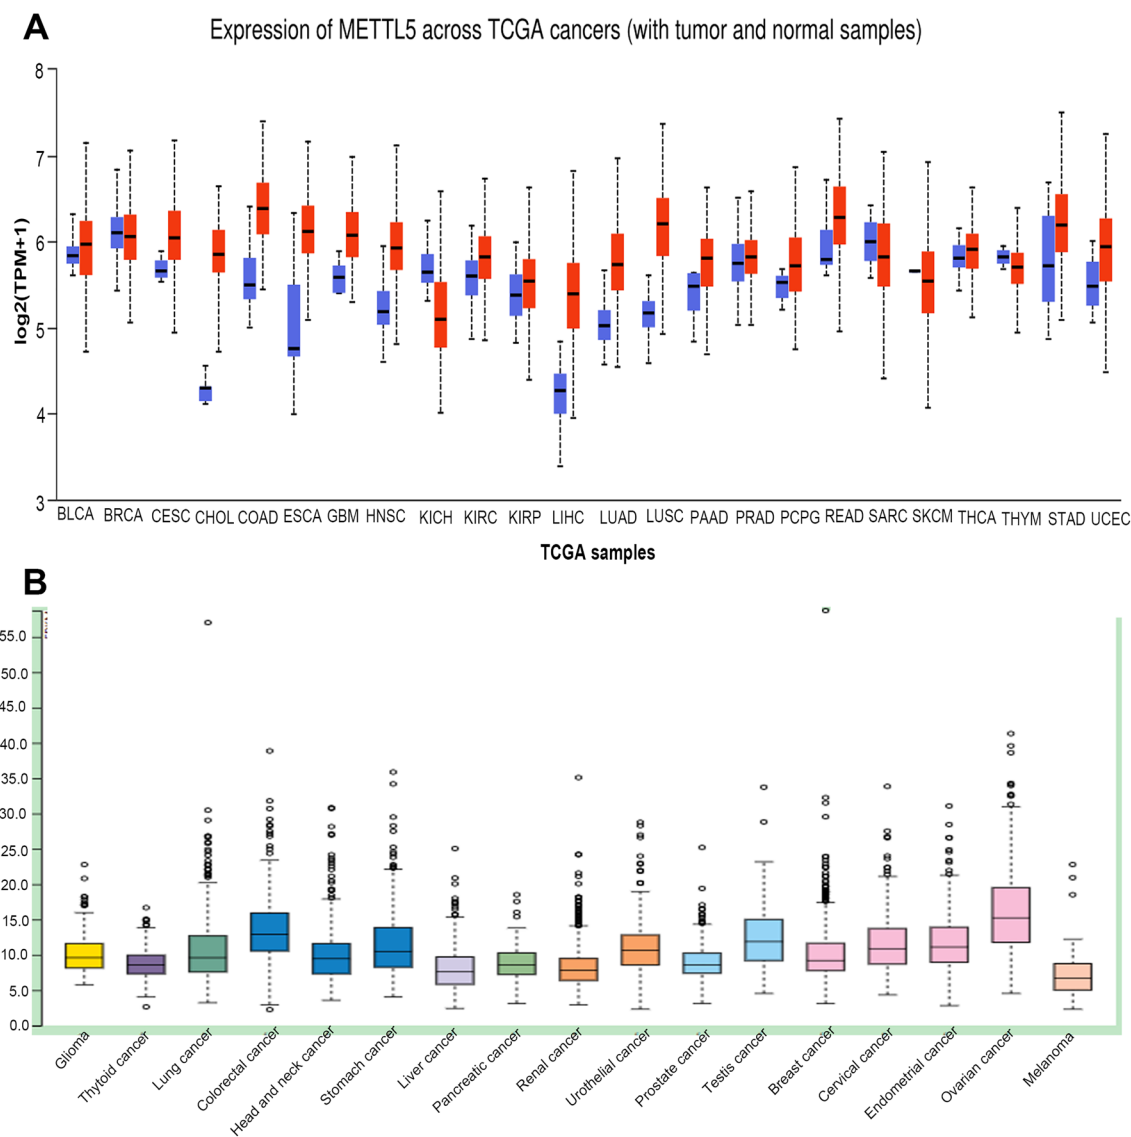 A
Expression of METTL5 across TCGA cancers (with tumor and normal samples)
8
7
6
5
4
3
log2(TPM+1)
BLCA BRCA CESC CHOL COAD ESCA GBM HNSC KICH KIRC KIRP LIHC LUAD LUSC PAAD PRAD PCPG READ SARC SKCM THCA THYM STAD UCEC
TCGA samples
B
55.0
50.0
45.0
40.0
35.0
30.0
25.0
20.0
15.0
10.0
5.0
0.0
Glioma
Thytoid cancer
Lung cancer
Colorectal cancer
Head and neck cancer
Stomach cancer
Liver cancer
Pancreatic cancer
Renal cancer
Urothelial cancer
Prostate cancer
Testis cancer
Breast cancer
Cervical cancer
Endometrial cancer
Ovarian cancer
Melanoma